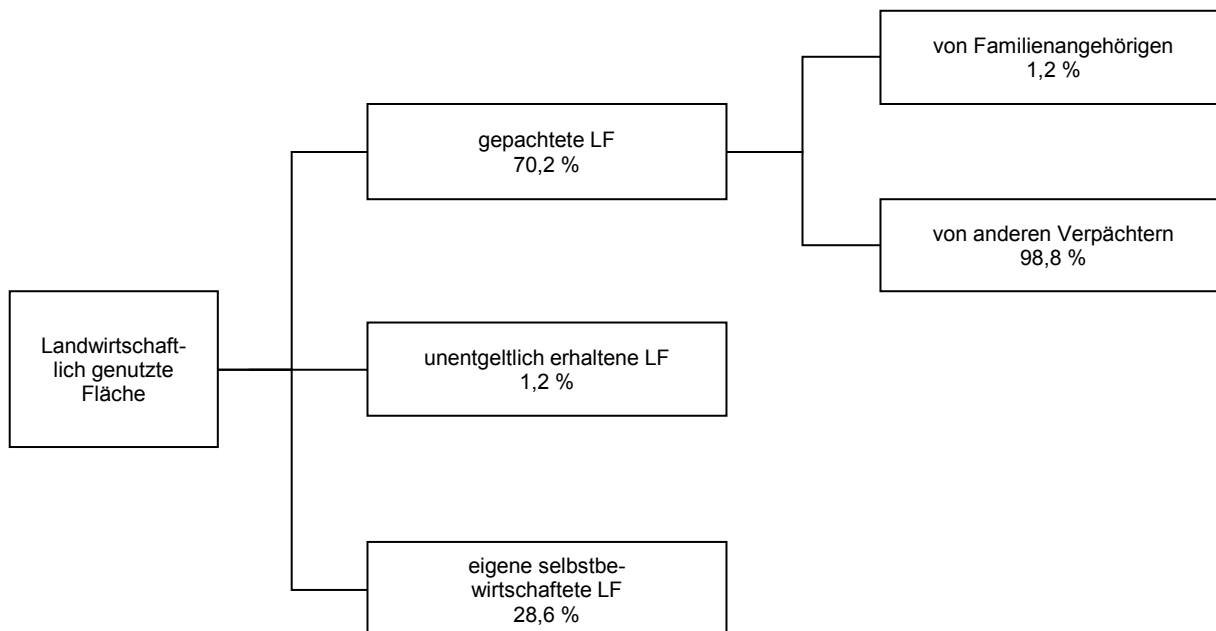 von Familienangehörigen
1,2 %
gepachtete LF
70,2 %
von anderen Verpächtern
98,8 %
Landwirtschaft-
lich genutzte
Fläche
unentgeltlich erhaltene LF
1,2 %
eigene selbstbe-
wirtschaftete LF
28,6 %